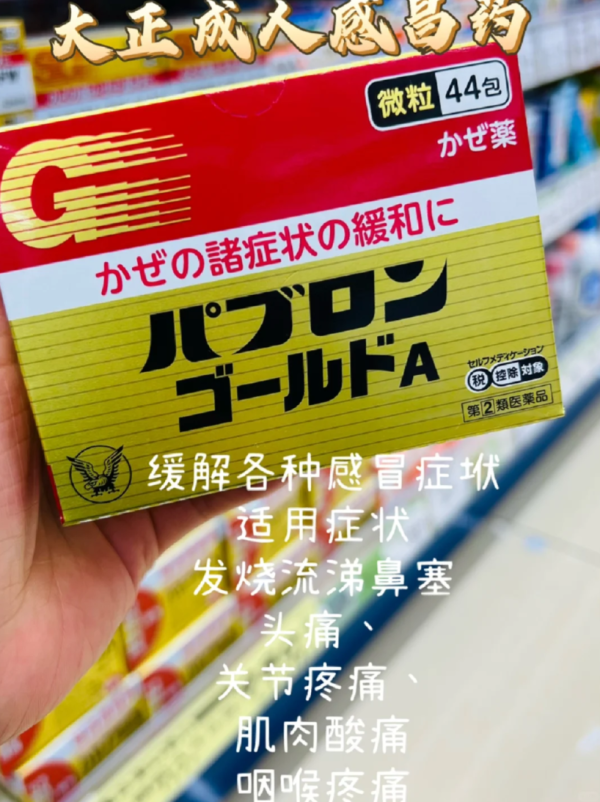 大正成人感冒药
微粒 44包
かぜ薬
G
かぜの諸症状の緩和に
パブロン
ゴールドA
セルフメディケーション
税 控除 対象
第②類医薬品
缓解各种感冒症状
适用症状
发烧流涕鼻塞
头痛、
关节疼痛、
肌肉酸痛
咽喉疼痛